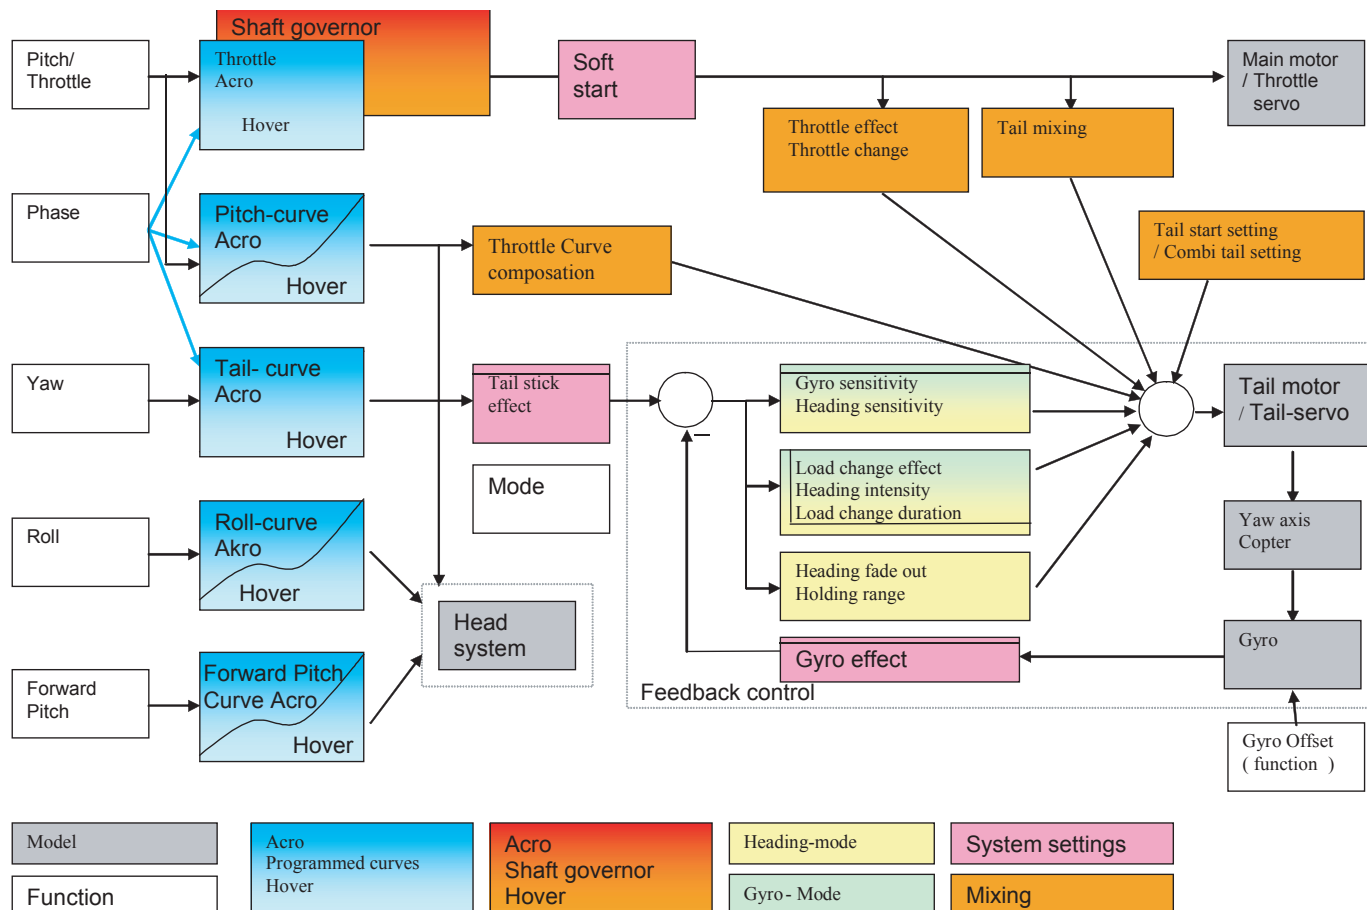 Shaft governor
Pitch/
Throttle
Throttle
Acro
Hover
Soft
start
Main motor
/ Throttle
servo
Throttle effect
Throttle change
Tail mixing
Phase
Pitch-curve
Acro
Hover
Throttle Curve
composation
Tail start setting
/ Combi tail setting
Yaw
Tail- curve
Acro
Hover
Tail stick
effect
Mode
Gyro sensitivity
Heading sensitivity
Tail motor
/ Tail-servo
–
Load change effect
Heading intensity
Load change duration
Yaw axis
Copter
Roll
Roll-curve
Akro
Hover
Heading fade out
Holding range
Head
system
Gyro effect
Gyro
Feedback control
Forward
Pitch
Forward Pitch
Curve Acro
Hover
Gyro Offset
( function )
Model
Function
Acro
Programmed curves
Hover
Acro
Shaft governor
Hover
Heading-mode
Gyro - Mode
System settings
Mixing